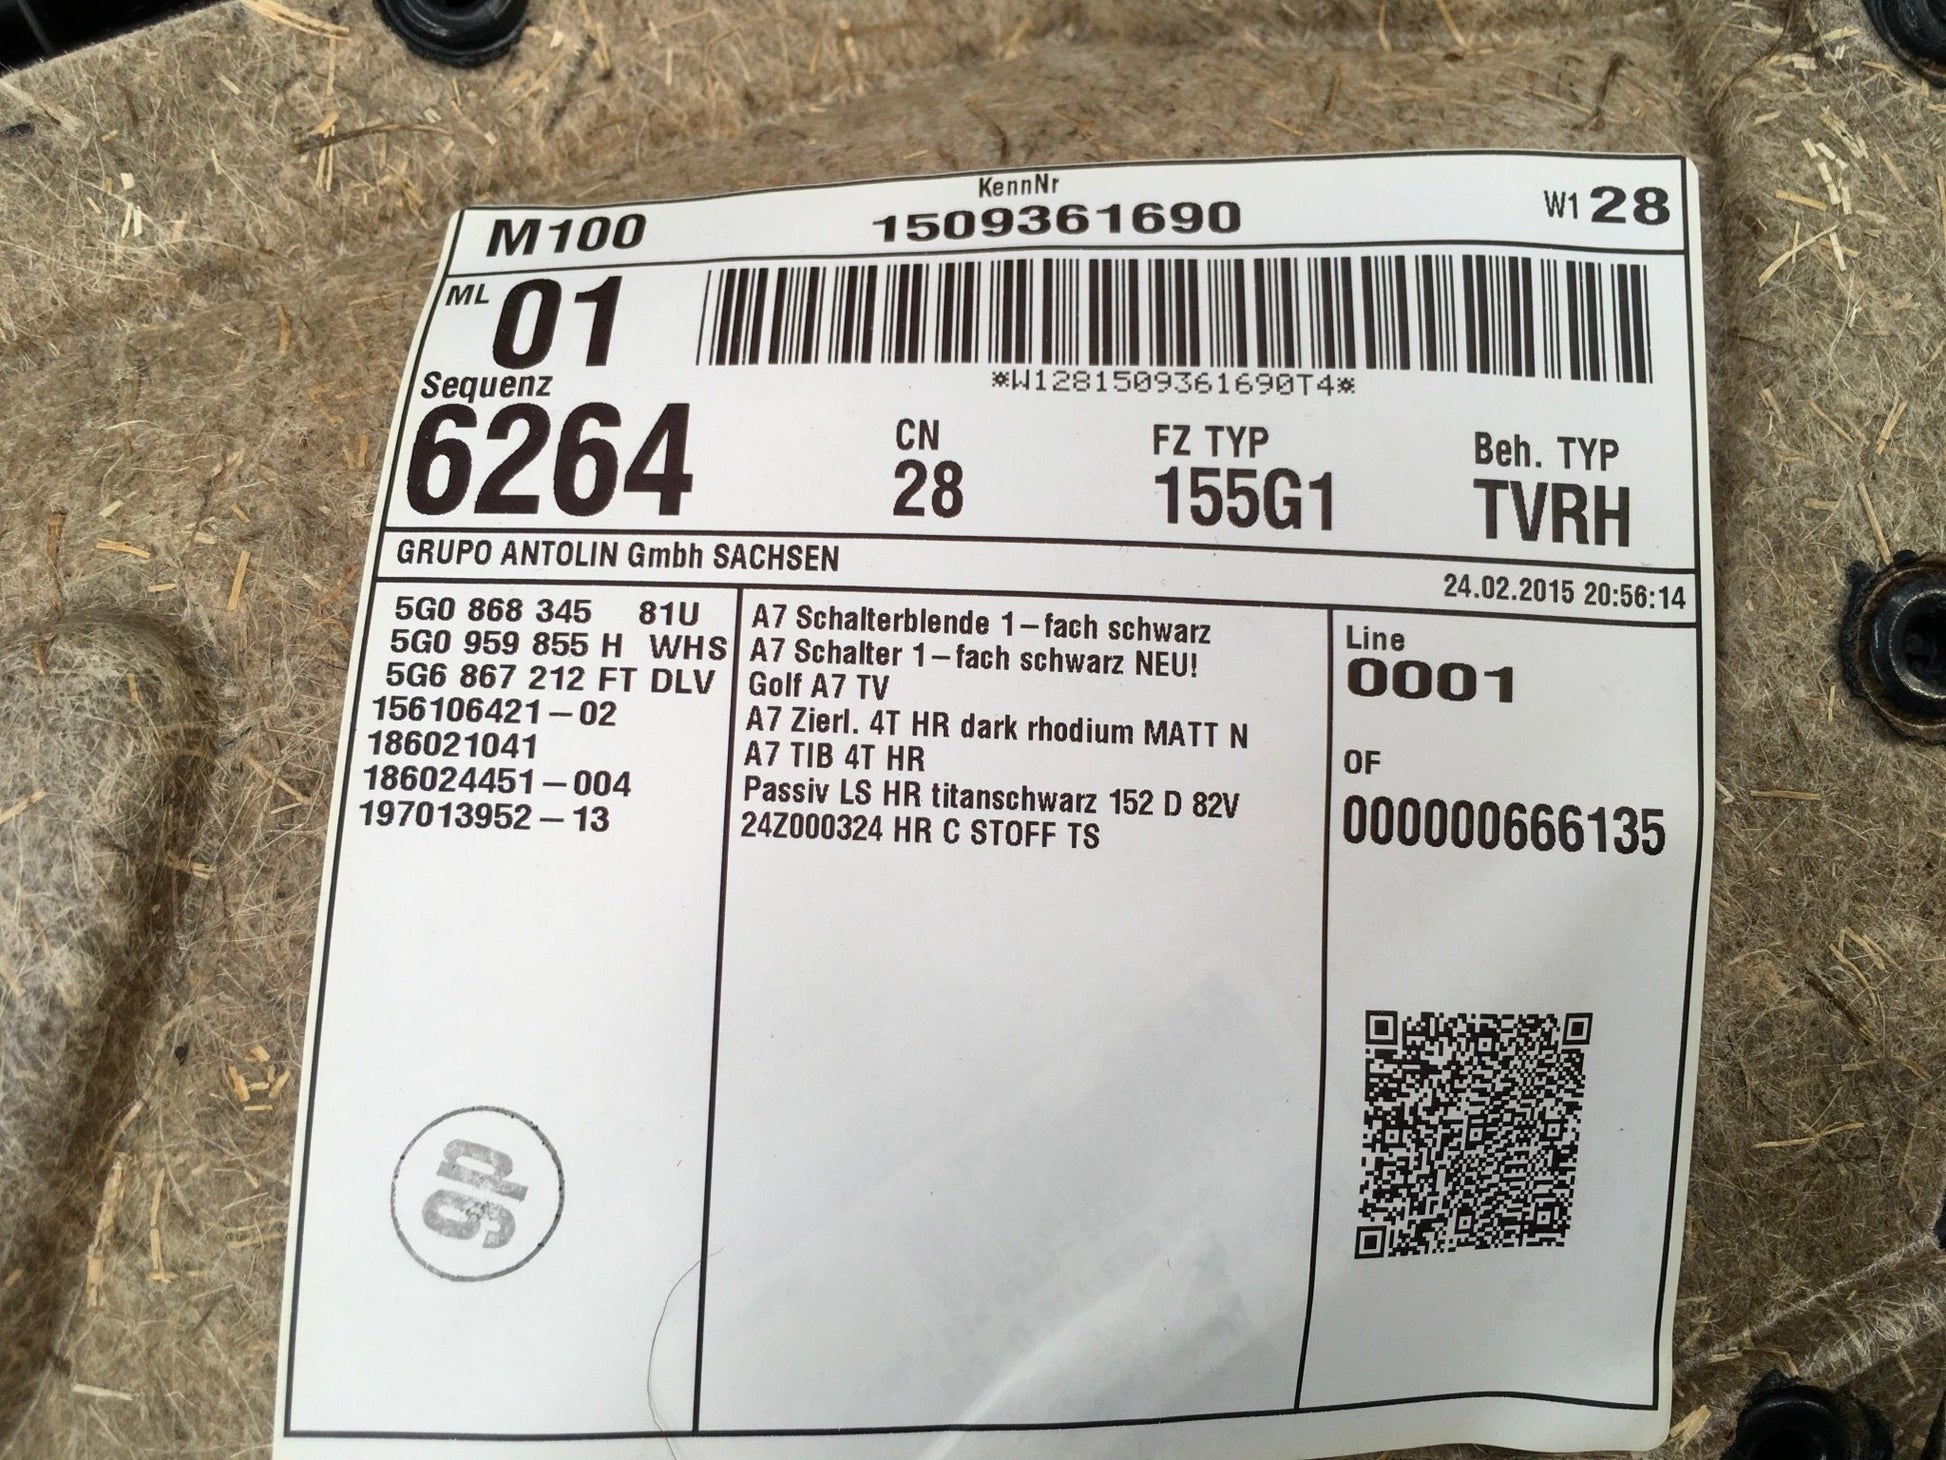 KennNr
M100 1509361690 W1 28
ML 01
*W1281509361690T4*
Sequenz CN FZ TYP Beh. TYP
6264 28 155G1 TVRH
GRUPO ANTOLIN Gmbh SACHSEN
24.02.2015 20:56:14
5G0 868 345 81U
5G0 959 855 H WHS
5G6 867 212 FT DLV
156106421-02
186021041
186024451-004
197013952-13
A7 Schalterblende 1-fach schwarz
A7 Schalter 1-fach schwarz NEU!
Golf A7 TV
A7 Zierl. 4T HR dark rhodium MATT N
A7 TIB 4T HR
Passiv LS HR titanschwarz 152 D 82V
24Z000324 HR C STOFF TS
Line
0001
OF
000000666135